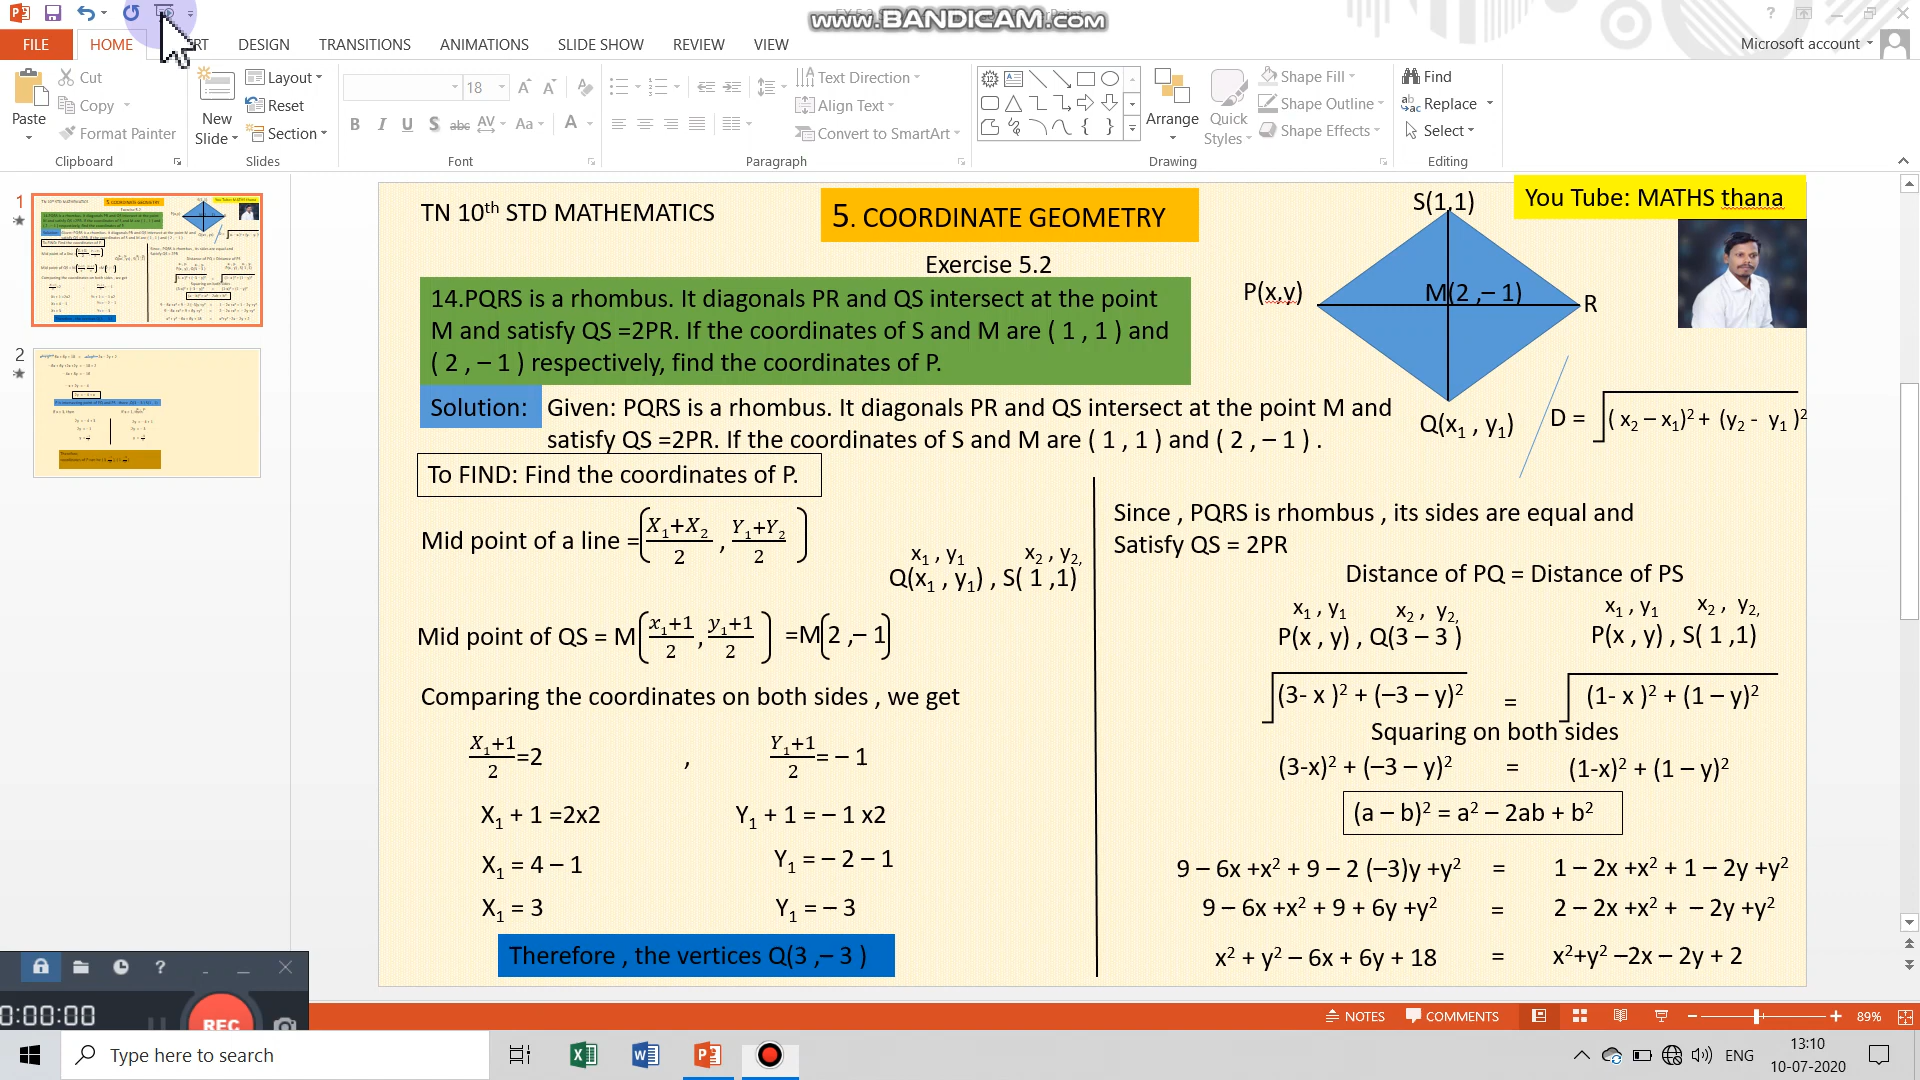 www.BANDICAM.com
FILE
HOME
DESIGN
TRANSITIONS
ANIMATIONS
SLIDE SHOW
REVIEW
VIEW
Microsoft account
Paste
Cut
Copy
Format Painter
Clipboard
New Slide
Layout
Reset
Section
Slides
18
Font
Text Direction
Align Text
Convert to SmartArt
Paragraph
Arrange
Quick Styles
Shape Fill
Shape Outline
Shape Effects
Drawing
Find
Replace
Select
Editing
1
2
TN 10th STD MATHEMATICS
5. COORDINATE GEOMETRY
You Tube: MATHS thana
Exercise 5.2
14.PQRS is a rhombus. It diagonals PR and QS intersect at the point
M and satisfy QS =2PR. If the coordinates of S and M are ( 1 , 1 ) and
( 2 , – 1 ) respectively, find the coordinates of P.
S(1,1)
P(x,y)
M(2 ,– 1)
R
Q(x₁ , y₁)
D = √( x₂ – x₁)² + (y₂ - y₁ )²
Solution: Given: PQRS is a rhombus. It diagonals PR and QS intersect at the point M and
satisfy QS =2PR. If the coordinates of S and M are ( 1 , 1 ) and ( 2 , – 1 ) .
To FIND: Find the coordinates of P.
Mid point of a line =(X₁+X₂/2 , Y₁+Y₂/2)
x₁ , y₁ x₂ , y₂,
Q(x₁ , y₁) , S( 1 ,1)
Mid point of QS = M(x₁+1/2, y₁+1/2) =M(2 ,– 1)
Comparing the coordinates on both sides , we get
X₁+1/2=2 , Y₁+1/2= – 1
X₁ + 1 =2x2 Y₁ + 1 = – 1 x2
X₁ = 4 – 1 Y₁ = – 2 – 1
X₁ = 3 Y₁ = – 3
Therefore , the vertices Q(3 ,– 3 )
Since , PQRS is rhombus , its sides are equal and
Satisfy QS = 2PR
Distance of PQ = Distance of PS
x₁ , y₁ x₂ , y₂, x₁ , y₁ x₂ , y₂,
P(x , y) , Q(3 – 3 ) P(x , y) , S( 1 ,1)
√(3- x )² + (–3 – y)² = √(1- x )² + (1 – y)²
Squaring on both sides
(3-x)² + (–3 – y)² = (1-x)² + (1 – y)²
(a – b)² = a² – 2ab + b²
9 – 6x +x² + 9 – 2 (–3)y +y² = 1 – 2x +x² + 1 – 2y +y²
9 – 6x +x² + 9 + 6y +y² = 2 – 2x +x² + – 2y +y²
x² + y² – 6x + 6y + 18 = x²+y² –2x – 2y + 2
0:00:00
REC
NOTES
COMMENTS
89%
Type here to search
ENG
13:10
10-07-2020